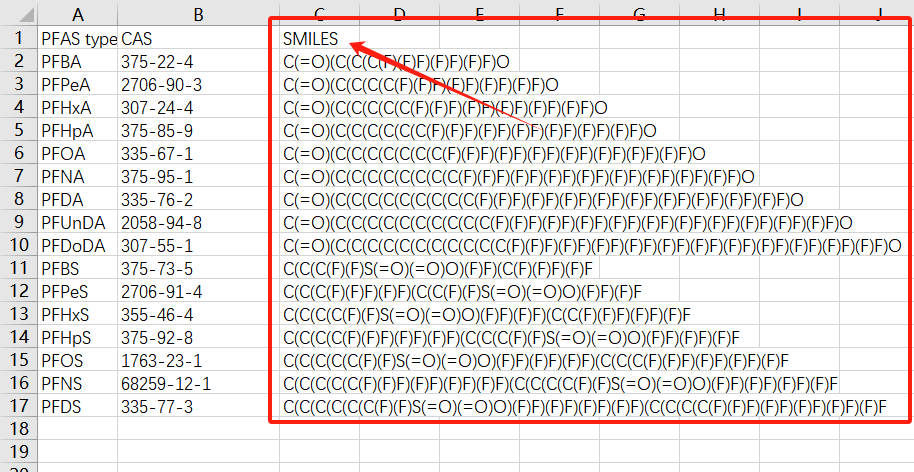 A B C D E F G H I J
1 PFAS type CAS SMILES
2 PFBA 375-22-4 C(=O)(C(C(C(F)(F)F)(F)F)(F)F)O
3 PFPeA 2706-90-3 C(=O)(C(C(C(C(F)(F)F)(F)F)(F)F)(F)F)O
4 PFHxA 307-24-4 C(=O)(C(C(C(C(C(F)(F)F)(F)F)(F)F)(F)F)(F)F)O
5 PFHpA 375-85-9 C(=O)(C(C(C(C(C(C(F)(F)F)(F)F)(F)F)(F)F)(F)F)(F)F)O
6 PFOA 335-67-1 C(=O)(C(C(C(C(C(C(C(F)(F)F)(F)F)(F)F)(F)F)(F)F)(F)F)(F)F)O
7 PFNA 375-95-1 C(=O)(C(C(C(C(C(C(C(C(F)(F)F)(F)F)(F)F)(F)F)(F)F)(F)F)(F)F)(F)F)O
8 PFDA 335-76-2 C(=O)(C(C(C(C(C(C(C(C(C(F)(F)F)(F)F)(F)F)(F)F)(F)F)(F)F)(F)F)(F)F)(F)F)O
9 PFUnDA 2058-94-8 C(=O)(C(C(C(C(C(C(C(C(C(C(F)(F)F)(F)F)(F)F)(F)F)(F)F)(F)F)(F)F)(F)F)(F)F)(F)F)O
10 PFDoDA 307-55-1 C(=O)(C(C(C(C(C(C(C(C(C(C(C(F)(F)F)(F)F)(F)F)(F)F)(F)F)(F)F)(F)F)(F)F)(F)F)(F)F)(F)F)O
11 PFBS 375-73-5 C(C(C(F)(F)S(=O)(=O)O)(F)F)(C(F)(F)F)(F)F
12 PFPeS 2706-91-4 C(C(C(F)(F)F)(F)F)(C(C(F)(F)S(=O)(=O)O)(F)F)(F)F
13 PFHxS 355-46-4 C(C(C(C(F)(F)S(=O)(=O)O)(F)F)(F)F)(C(C(F)(F)F)(F)F)(F)F
14 PFHpS 375-92-8 C(C(C(C(F)(F)F)(F)F)(F)F)(C(C(C(F)(F)S(=O)(=O)O)(F)F)(F)F)(F)F
15 PFOS 1763-23-1 C(C(C(C(C(F)(F)S(=O)(=O)O)(F)F)(F)F)(F)F)(C(C(C(F)(F)F)(F)F)(F)F)(F)F
16 PFNS 68259-12-1 C(C(C(C(C(F)(F)F)(F)F)(F)F)(F)F)(C(C(C(C(F)(F)S(=O)(=O)O)(F)F)(F)F)(F)F)(F)F
17 PFDS 335-77-3 C(C(C(C(C(C(F)(F)S(=O)(=O)O)(F)F)(F)F)(F)F)(F)F)(C(C(C(C(F)(F)F)(F)F)(F)F)(F)F)(F)F
18
19